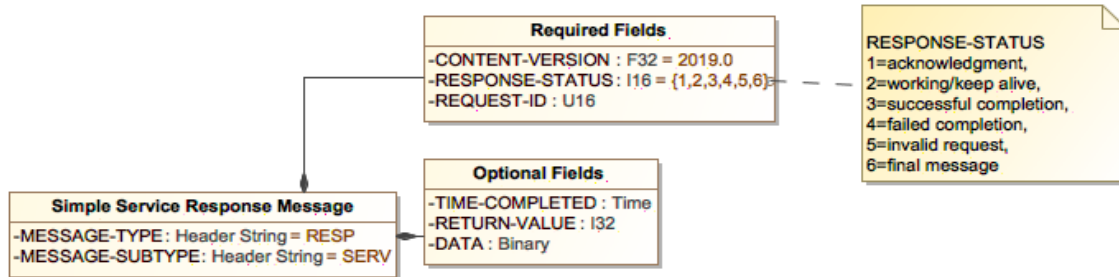 Required Fields
-CONTENT-VERSION : F32 = 2019.0
-RESPONSE-STATUS: I16 = {1,2,3,4,5,6}
-REQUEST-ID : U16
RESPONSE-STATUS
1=acknowledgment,
2=working/keep alive,
3=successful completion,
4=failed completion,
5=invalid request,
6=final message
Optional Fields
-TIME-COMPLETED : Time
-RETURN-VALUE : I32
-DATA : Binary
Simple Service Response Message
-MESSAGE-TYPE: Header String = RESP
-MESSAGE-SUBTYPE: Header String = SERV